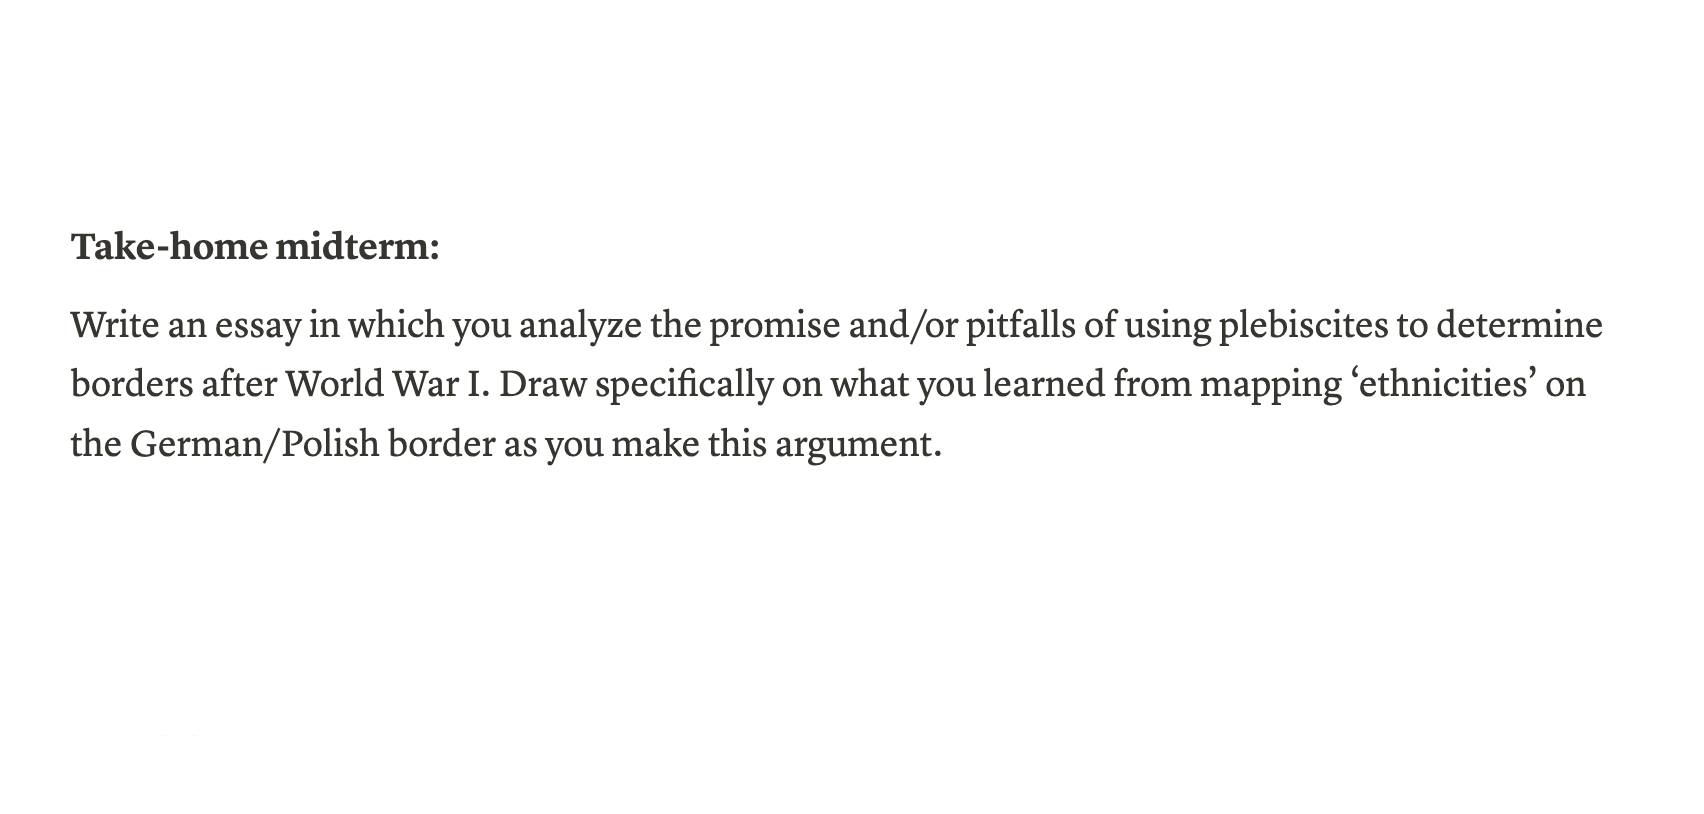 Take-home midterm:
Write an essay in which you analyze the promise and/or pitfalls of using plebiscites to determine
borders after World War I. Draw specifically on what you learned from mapping ‘ethnicities’ on
the German/Polish border as you make this argument.